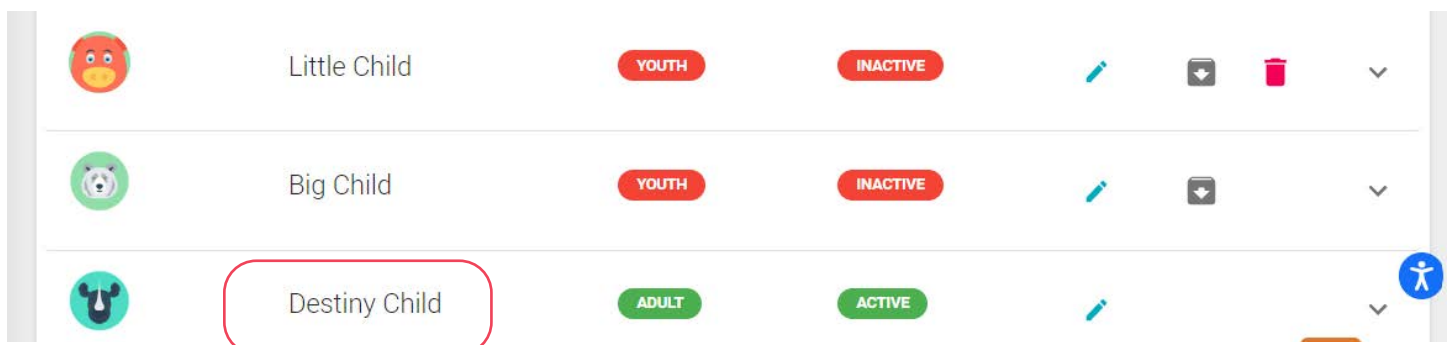 Little Child YOUTH INACTIVE
Big Child YOUTH INACTIVE
Destiny Child ADULT ACTIVE